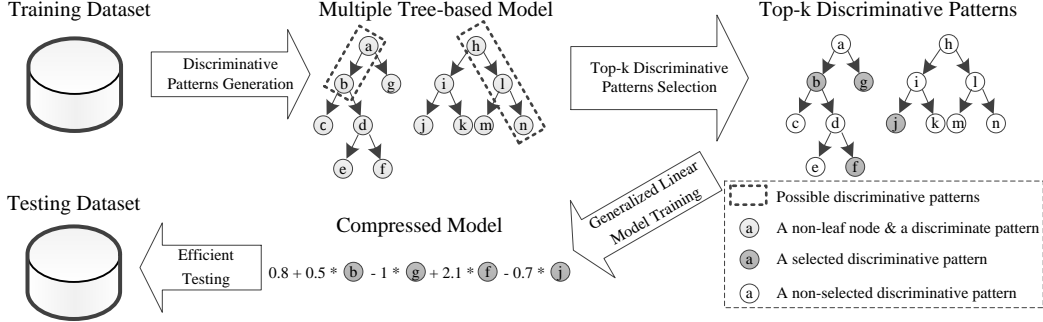 Training Dataset
Multiple Tree-based Model
Top-k Discriminative Patterns
Discriminative
Patterns Generation
Top-k Discriminative
Patterns Selection
a
b
g
c
d
e
f
h
i
l
j
k
m
n
a
b
g
c
d
e
f
h
i
l
j
k
m
n
Generalized Linear
Model Training
Testing Dataset
Efficient
Testing
Compressed Model
0.8 + 0.5 * b - 1 * g + 2.1 * f - 0.7 * j
Possible discriminative patterns
a A non-leaf node & a discriminate pattern
a A selected discriminative pattern
a A non-selected discriminative pattern